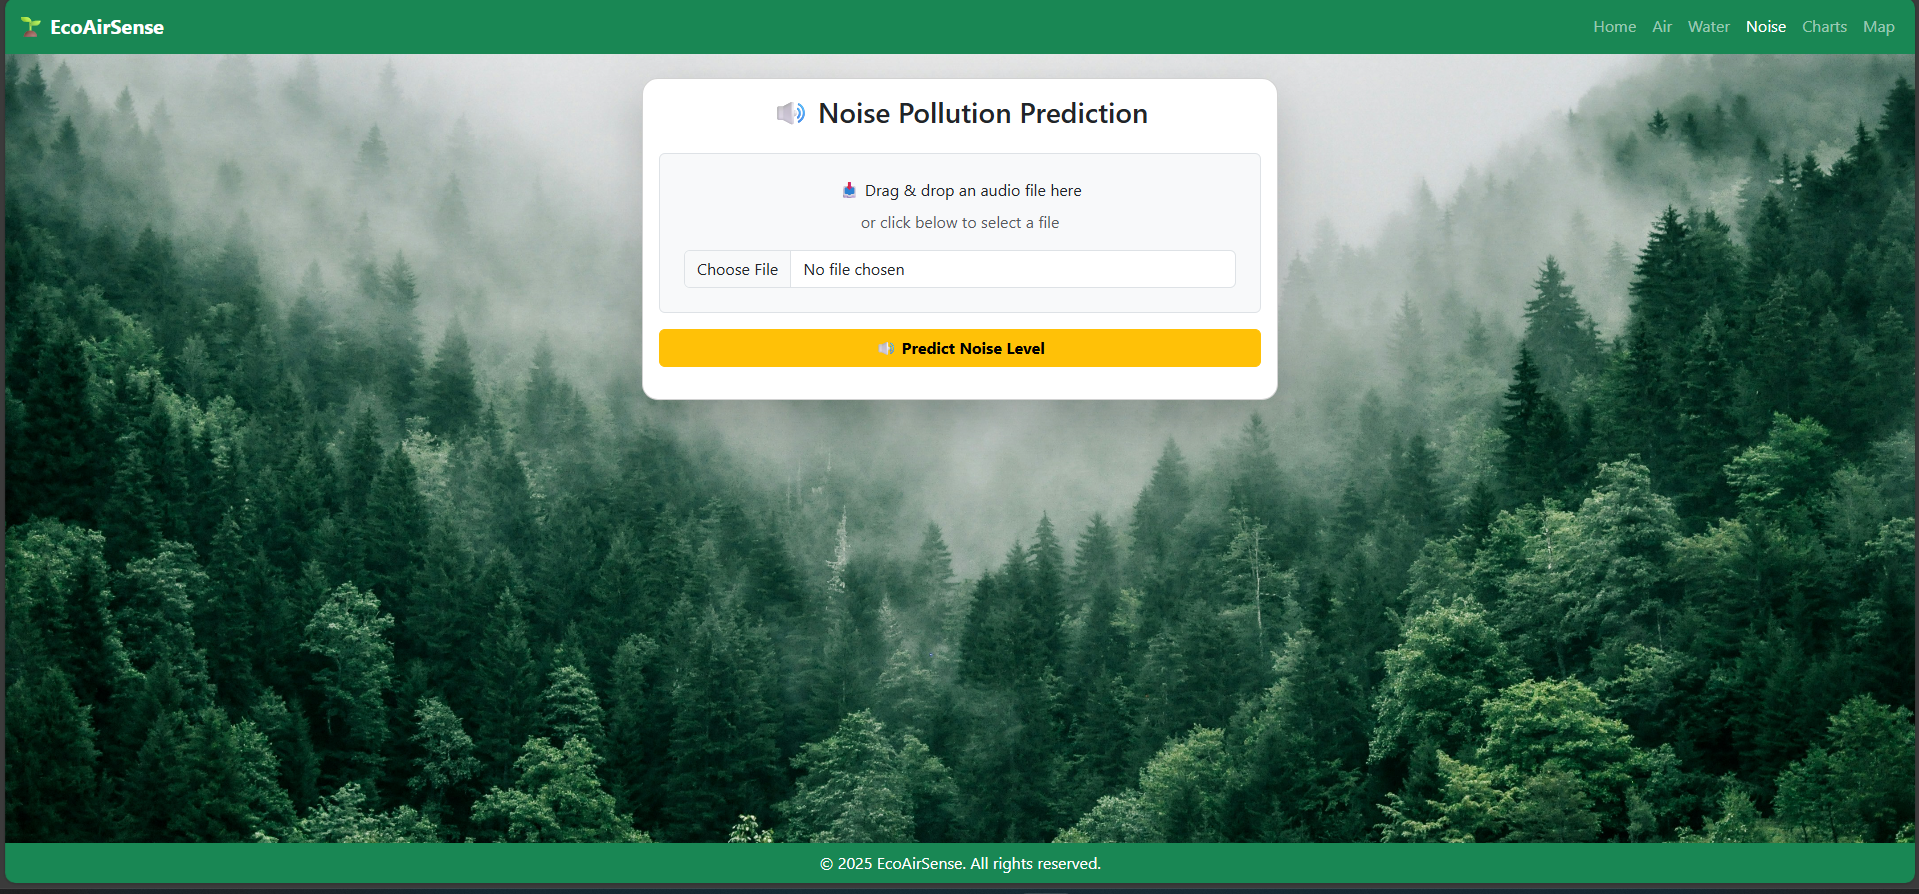 EcoAirSense
Home Air Water Noise Charts Map
Noise Pollution Prediction
Drag & drop an audio file here
or click below to select a file
Choose File No file chosen
Predict Noise Level
© 2025 EcoAirSense. All rights reserved.